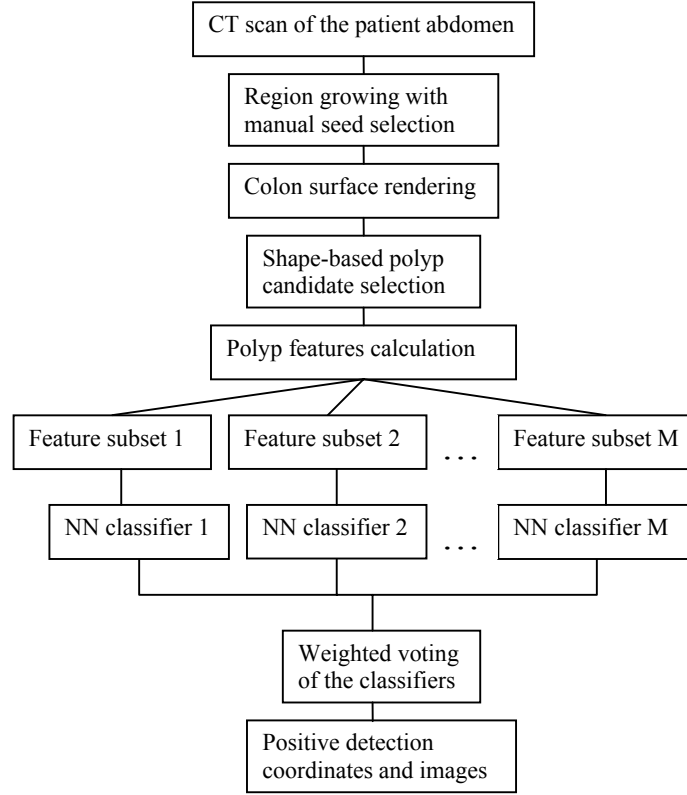 CT scan of the patient abdomen
Region growing with
manual seed selection
Colon surface rendering
Shape-based polyp
candidate selection
Polyp features calculation
Feature subset 1
Feature subset 2
...
Feature subset M
NN classifier 1
NN classifier 2
...
NN classifier M
Weighted voting
of the classifiers
Positive detection
coordinates and images